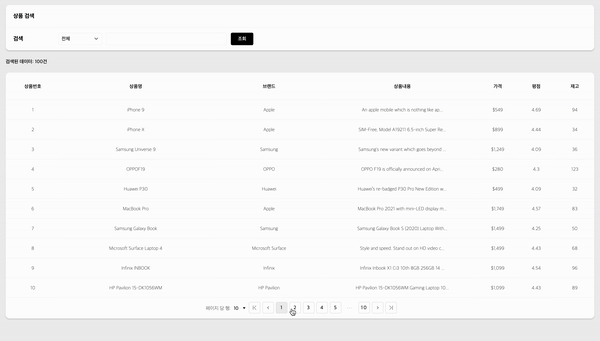 상품 검색
검색 전체 조회
검색된 데이터: 100건
상품번호 상품명 브랜드 상품내용 가격 평점 재고
1 iPhone 9 Apple An apple mobile which is nothing like ap... $549 4.69 94
2 iPhone X Apple SIM-Free, Model A19211 6.5-inch Super Re... $899 4.44 34
3 Samsung Universe 9 Samsung Samsung's new variant which goes beyond ... $1,249 4.09 36
4 OPPOF19 OPPO OPPO F19 is officially announced on Apri... $280 4.3 123
5 Huawei P30 Huawei Huawei's re-badged P30 Pro New Edition w... $499 4.09 32
6 MacBook Pro Apple MacBook Pro 2021 with mini-LED display m... $1,749 4.57 83
7 Samsung Galaxy Book Samsung Samsung Galaxy Book S (2020) Laptop With... $1,499 4.25 50
8 Microsoft Surface Laptop 4 Microsoft Surface Style and speed. Stand out on HD video c... $1,499 4.43 68
9 Infinix INBOOK Infinix Infinix Inbook X1 Ci3 10th 8GB 256GB 14 ... $1,099 4.54 96
10 HP Pavilion 15-DK1056WM HP Pavilion HP Pavilion 15-DK1056WM Gaming Laptop 10... $1,099 4.43 89
페이지 당 행: 10 1 2 3 4 5 ... 10